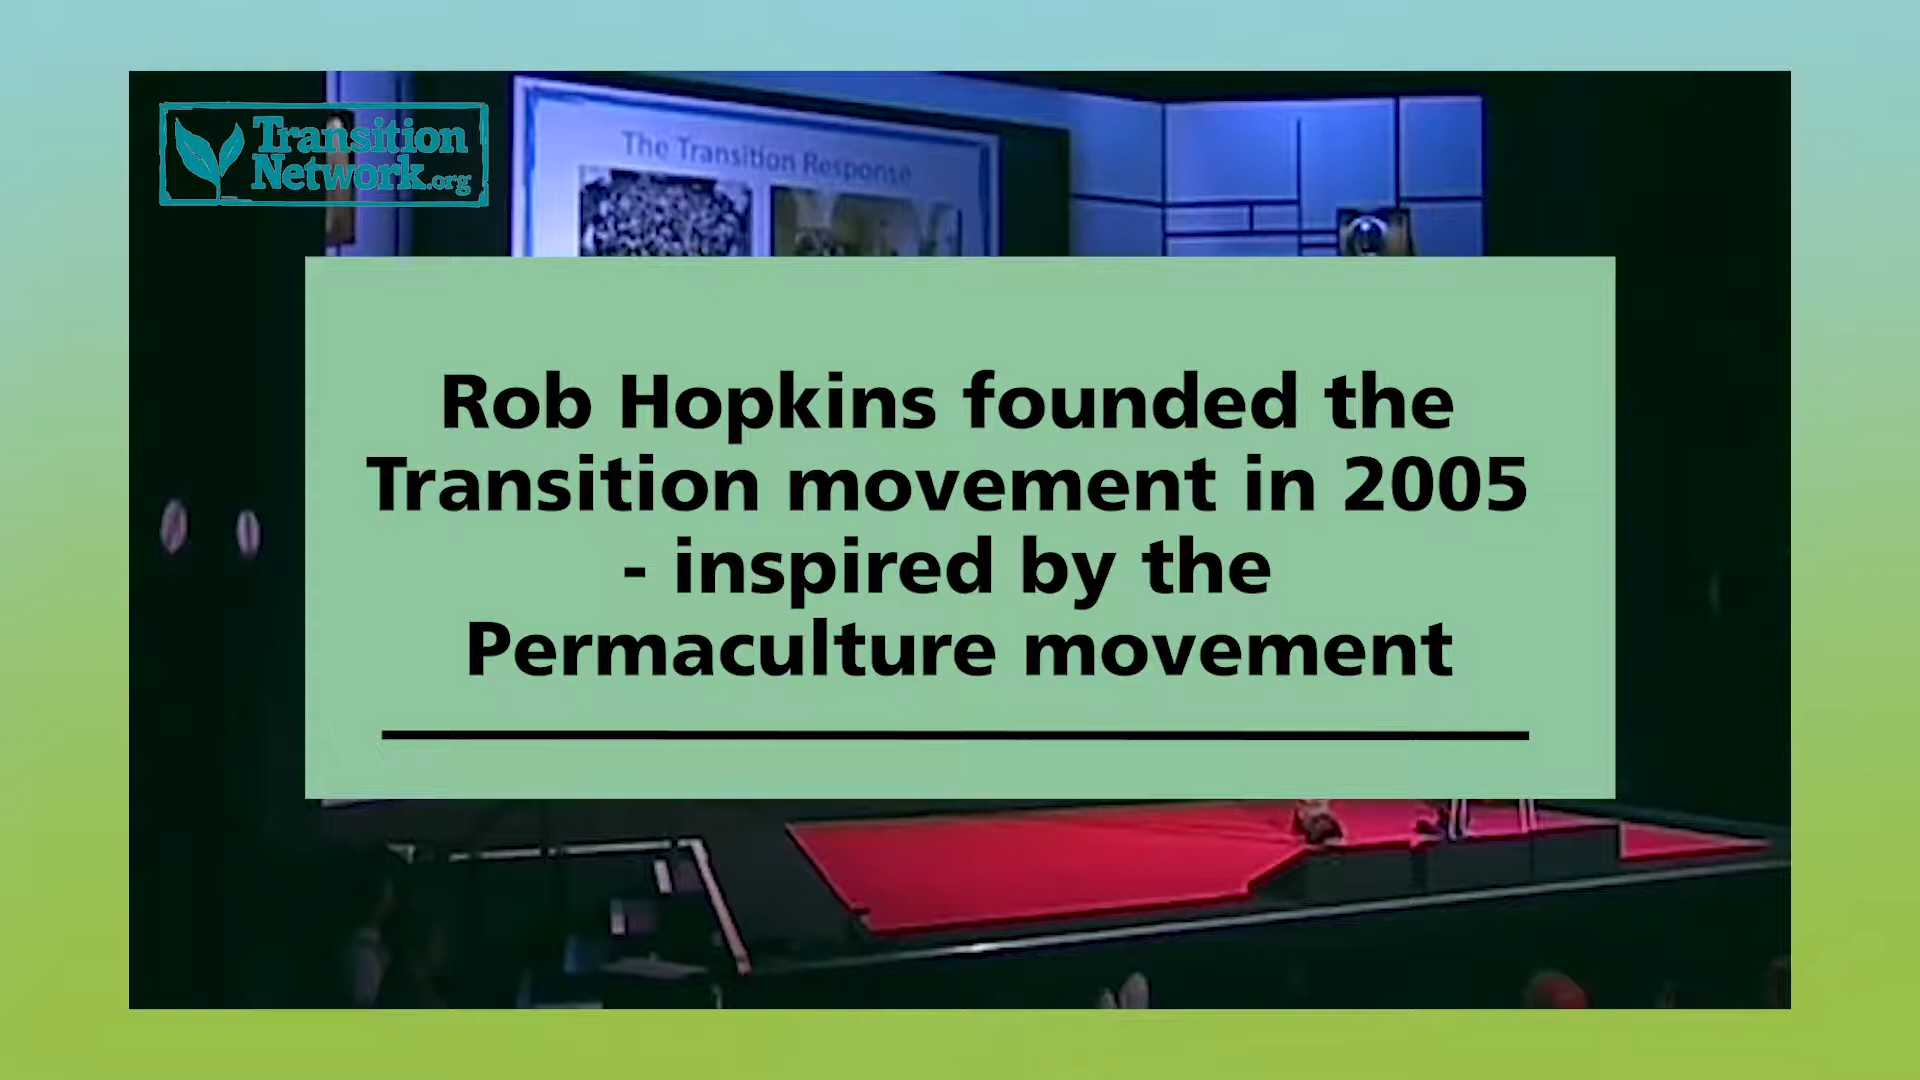 Transition
Network.org
The Transition Response
Rob Hopkins founded the
Transition movement in 2005
- inspired by the
Permaculture movement